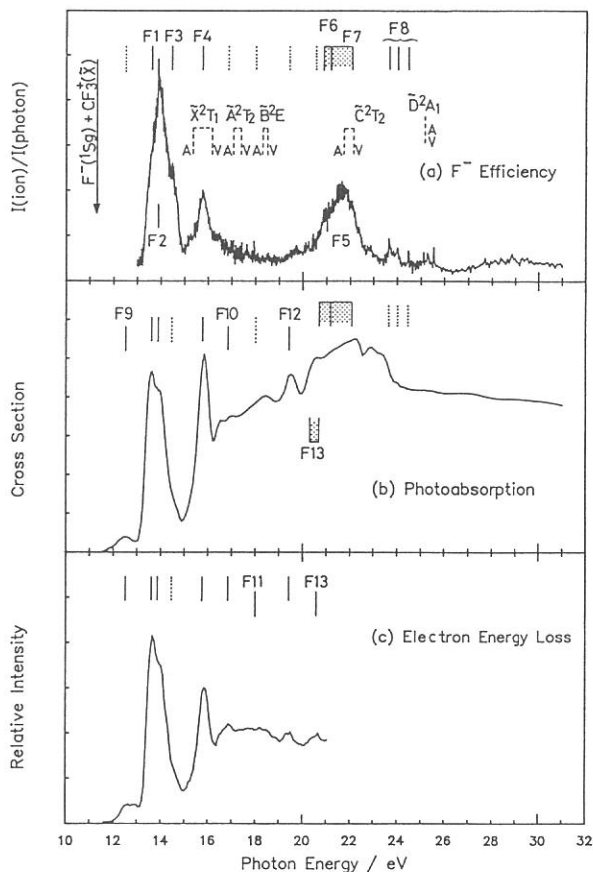 F1 F3 F4 F6 F7 F8
F⁻(¹Sg) + CF₃⁺(X̃)
X̃²T₁ Ã²T₂ B̃²E C̃²T₂ D̃²A₁
A V A V A V A V A V
(a) F⁻ Efficiency
F2 F5
I(ion)/I(photon)
F9 F10 F12
F13
(b) Photoabsorption
Cross Section
F11 F13
(c) Electron Energy Loss
Relative Intensity
10 12 14 16 18 20 22 24 26 28 30 32
Photon Energy / eV